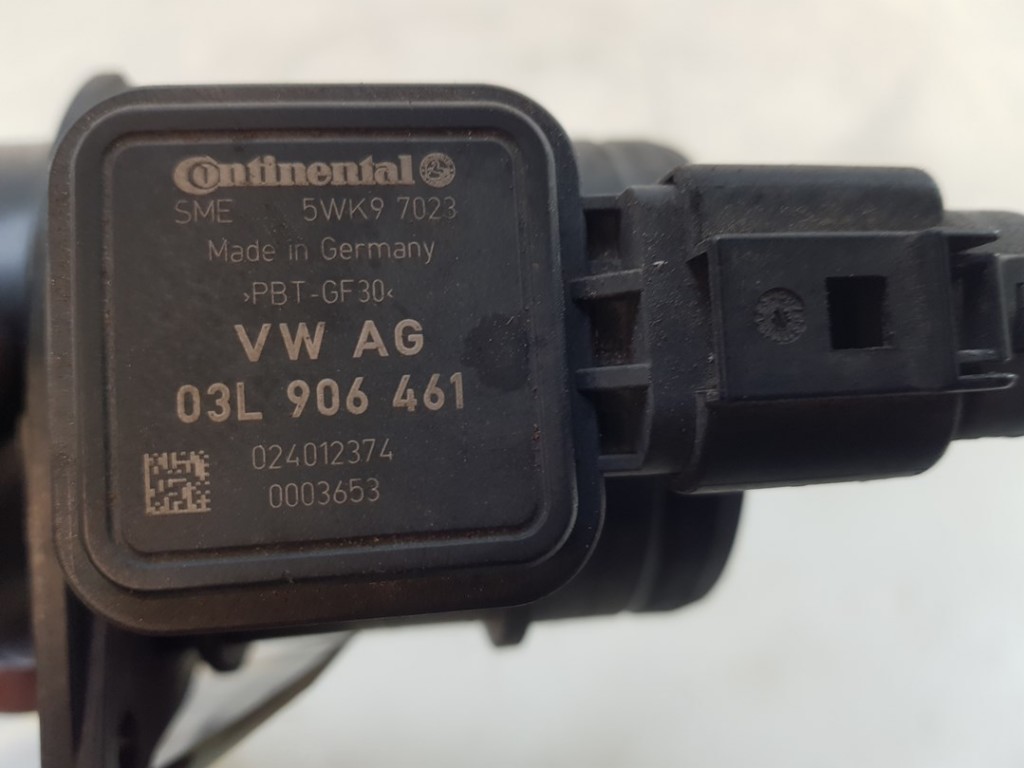 Continental
SME 5WK9 7023
Made in Germany
›PBT-GF30‹
VW AG
03L 906 461
024012374
0003653